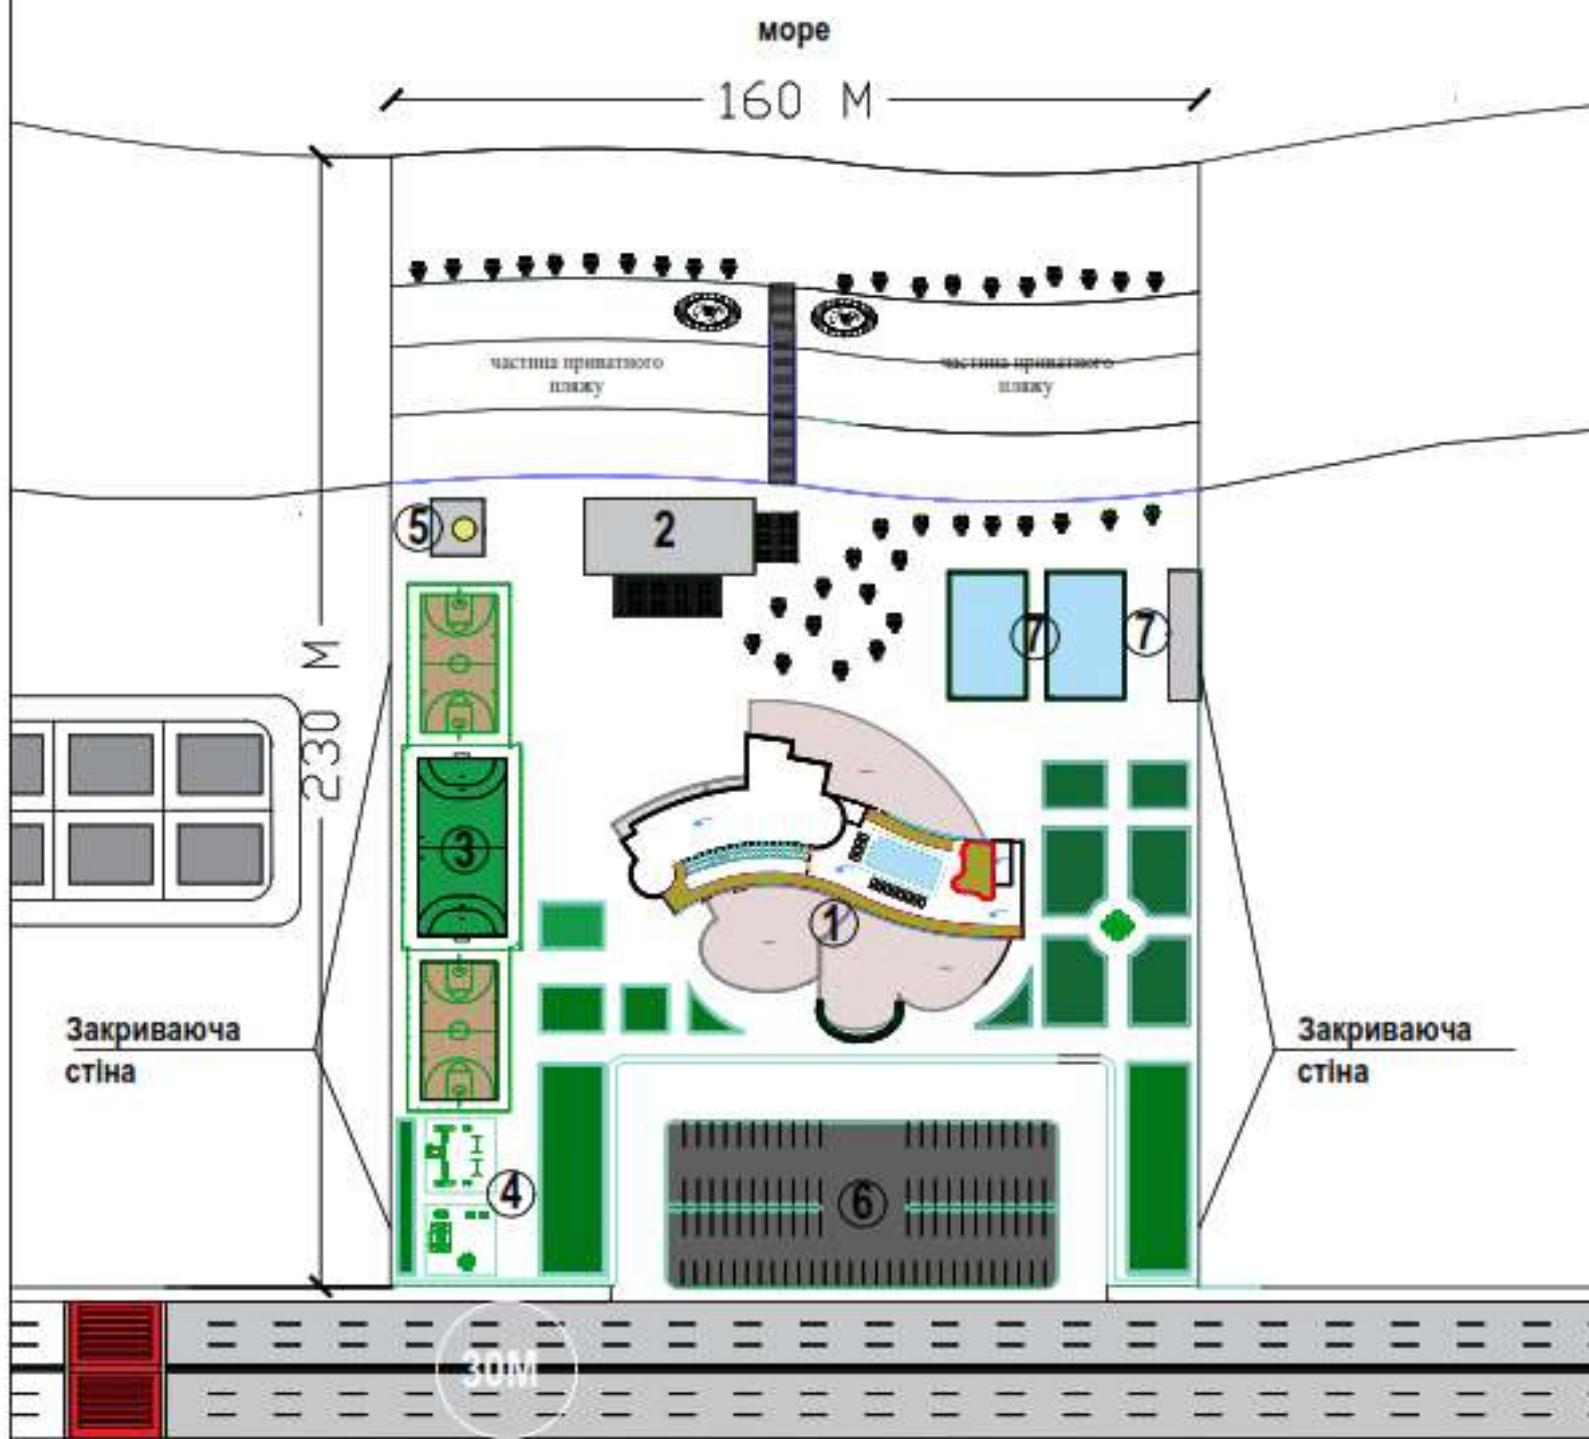 море
160 М
частина приватного
пляжу
частина приватного
пляжу
5
2
7
7
230 М
3
1
Закриваюча
стіна
Закриваюча
стіна
4
6
30М